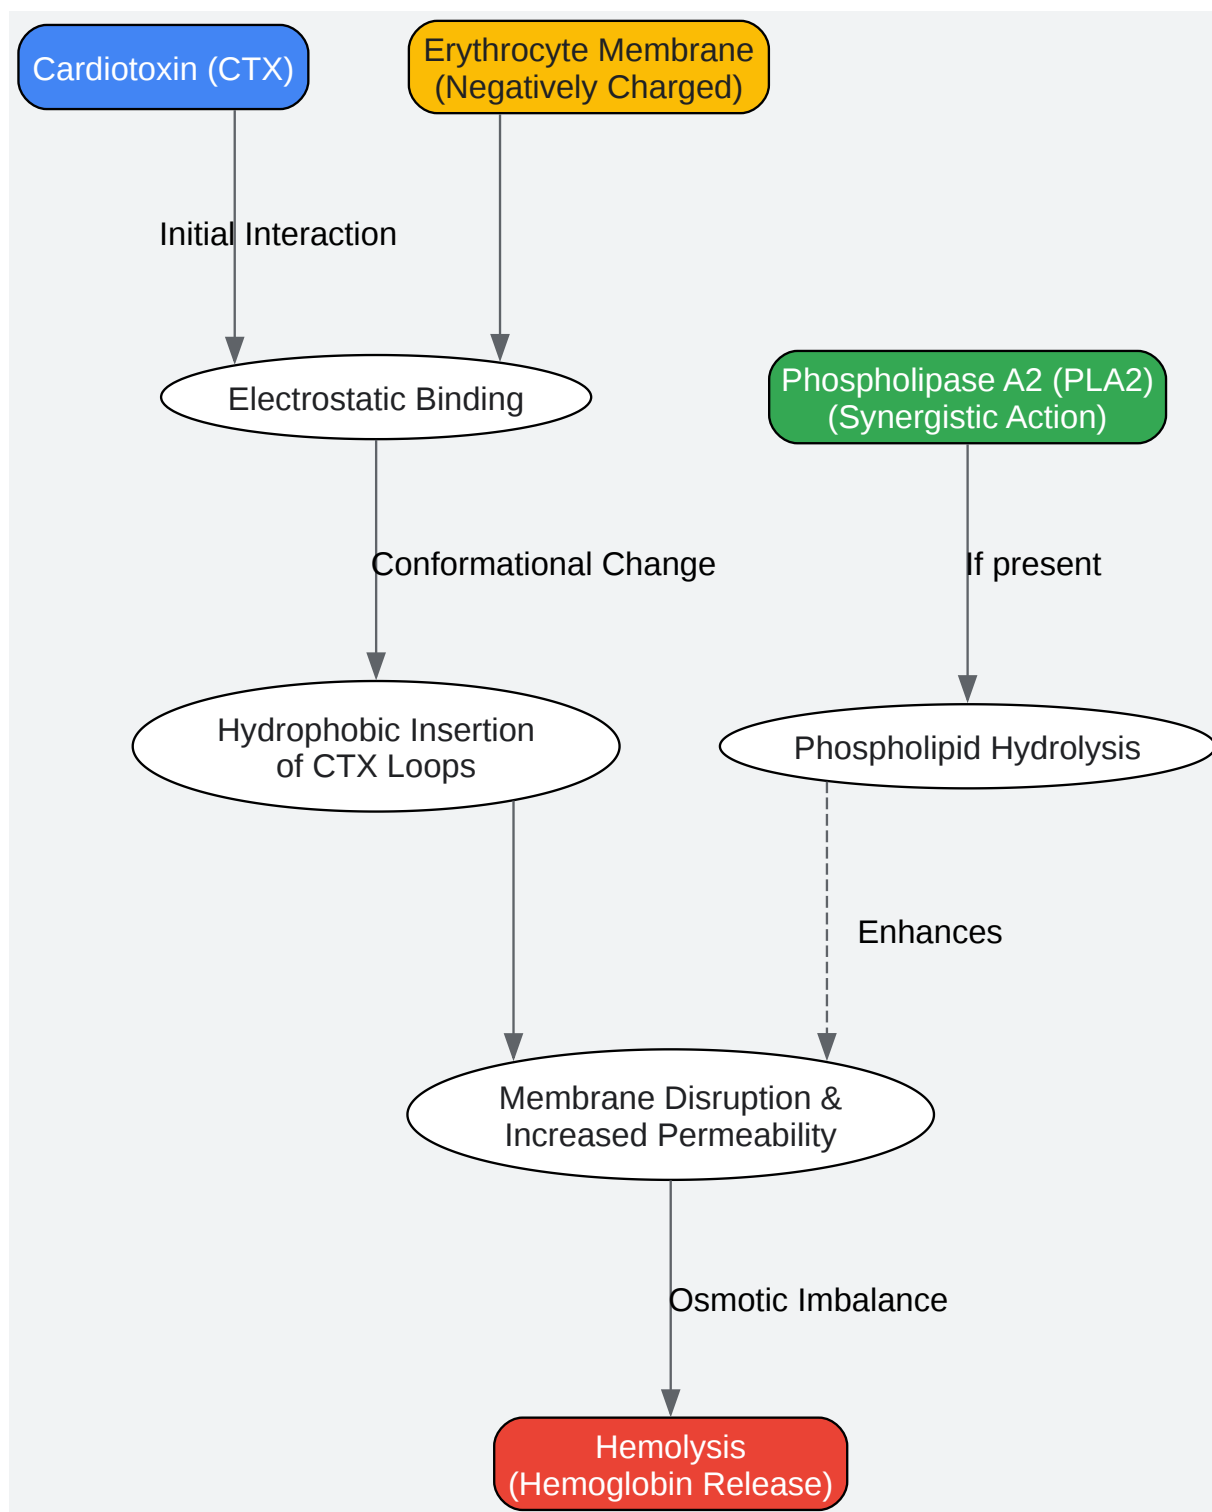 Cardiotoxin (CTX)
Erythrocyte Membrane
(Negatively Charged)
Initial Interaction
Electrostatic Binding
Phospholipase A2 (PLA2)
(Synergistic Action)
Conformational Change
If present
Hydrophobic Insertion
of CTX Loops
Phospholipid Hydrolysis
Enhances
Membrane Disruption &
Increased Permeability
Osmotic Imbalance
Hemolysis
(Hemoglobin Release)